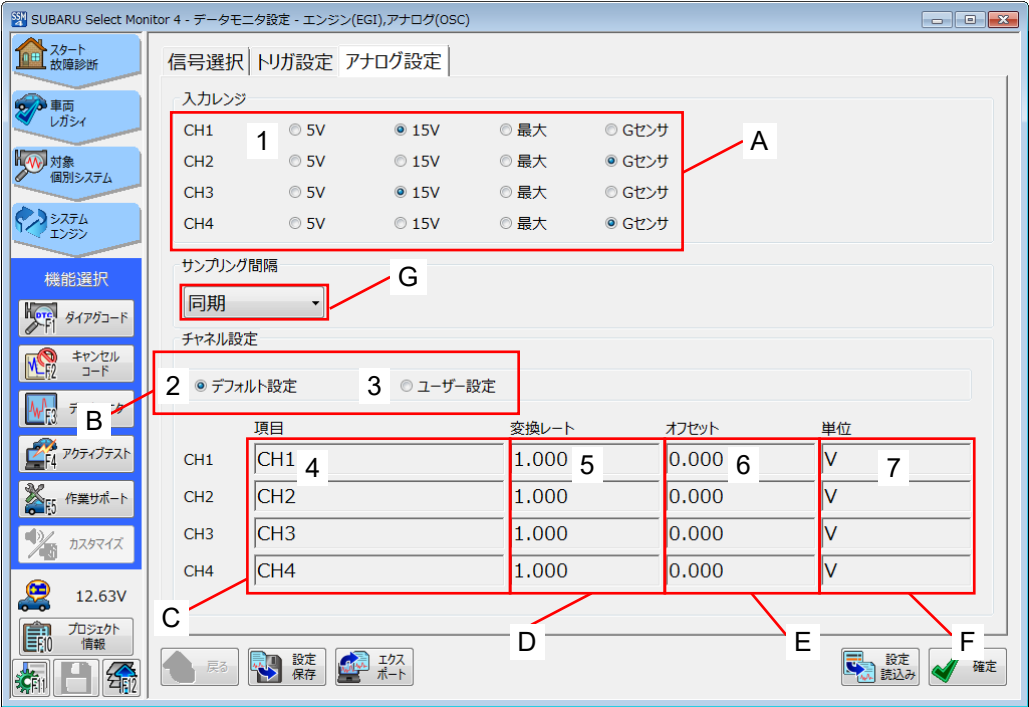 SUBARU Select Monitor 4 - データモニタ設定 - エンジン(EGI),アナログ(OSC)
スタート
故障診断
車両
レガシィ
対象
個別システム
システム
エンジン
機能選択
F1 ダイアグコード
F2 キャンセル
コード
F3
F4 アクティブテスト
F5 作業サポート
カスタマイズ
12.63V
F10 プロジェクト
情報
F11
F12
信号選択 トリガ設定 アナログ設定
入力レンジ
CH1 1 5V 15V 最大 Gセンサ A
CH2 5V 15V 最大 Gセンサ
CH3 5V 15V 最大 Gセンサ
CH4 5V 15V 最大 Gセンサ
サンプリング間隔
同期 G
チャネル設定
B 2 デフォルト設定 3 ユーザー設定
項目 変換レート オフセット 単位
CH1 CH1 4 1.000 5 0.000 6 V 7
CH2 CH2 1.000 0.000 V
CH3 CH3 1.000 0.000 V
CH4 CH4 1.000 0.000 V
C D E F
戻る
設定
保存
エクス
ポート
設定
読込み
確定